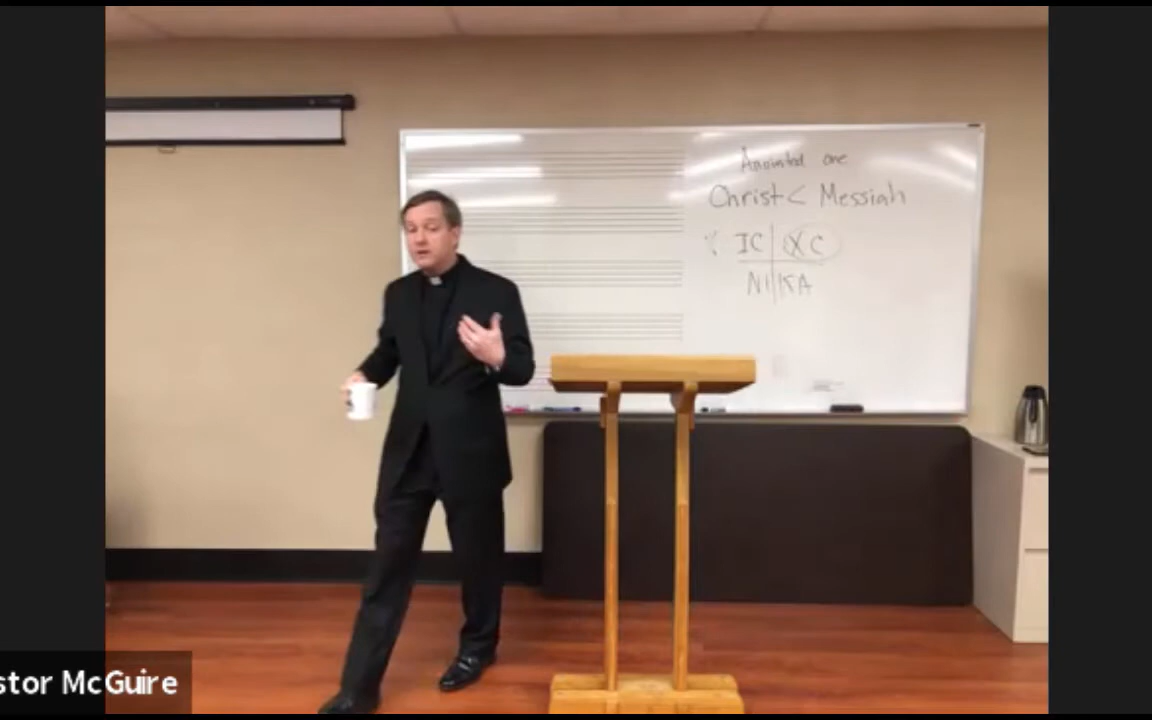 Anointed one
Christ < Messiah
IC XC
NI KA
stor McGuire